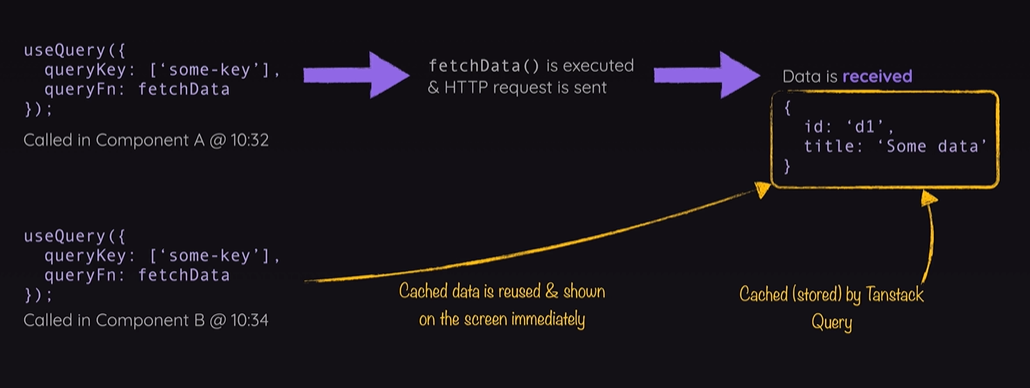 useQuery({
  queryKey: [‘some-key’],
  queryFn: fetchData
});
Called in Component A @ 10:32
fetchData() is executed
& HTTP request is sent
Data is received
{
  id: ‘d1’,
  title: ‘Some data’
}
useQuery({
  queryKey: [‘some-key’],
  queryFn: fetchData
});
Called in Component B @ 10:34
Cached data is reused & shown
on the screen immediately
Cached (stored) by Tanstack
Query